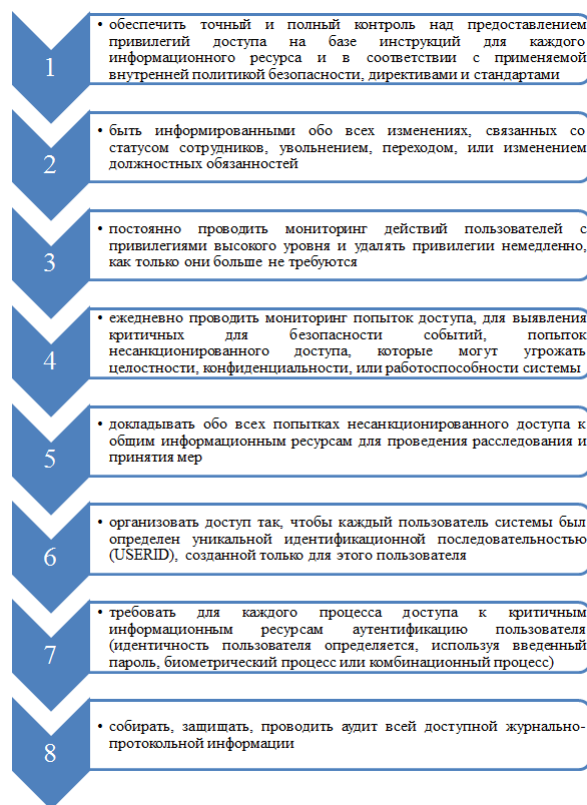 1
• обеспечить точный и полный контроль над предоставлением
привилегий доступа на базе инструкций для каждого
информационного ресурса и в соответствии с применяемой
внутренней политикой безопасности, директивами и стандартами
2
• быть информированными обо всех изменениях, связанных со
статусом сотрудников, увольнением, переходом, или изменением
должностных обязанностей
3
• постоянно проводить мониторинг действий пользователей с
привилегиями высокого уровня и удалять привилегии немедленно,
как только они больше не требуются
4
• ежедневно проводить мониторинг попыток доступа, для выявления
критичных для безопасности событий, попыток
несанкционированного доступа, которые могут угрожать
целостности, конфиденциальности, или работоспособности системы
5
• докладывать обо всех попытках несанкционированного доступа к
общим информационным ресурсам для проведения расследования и
принятия мер
6
• организовать доступ так, чтобы каждый пользователь системы был
определен уникальной идентификационной последовательностью
(USERID), созданной только для этого пользователя
7
• требовать для каждого процесса доступа к критичным
информационным ресурсам аутентификацию пользователя
(идентичность пользователя определяется, используя введенный
пароль, биометрический процесс или комбинационный процесс)
8
• собирать, защищать, проводить аудит всей доступной журнально-
протокольной информации